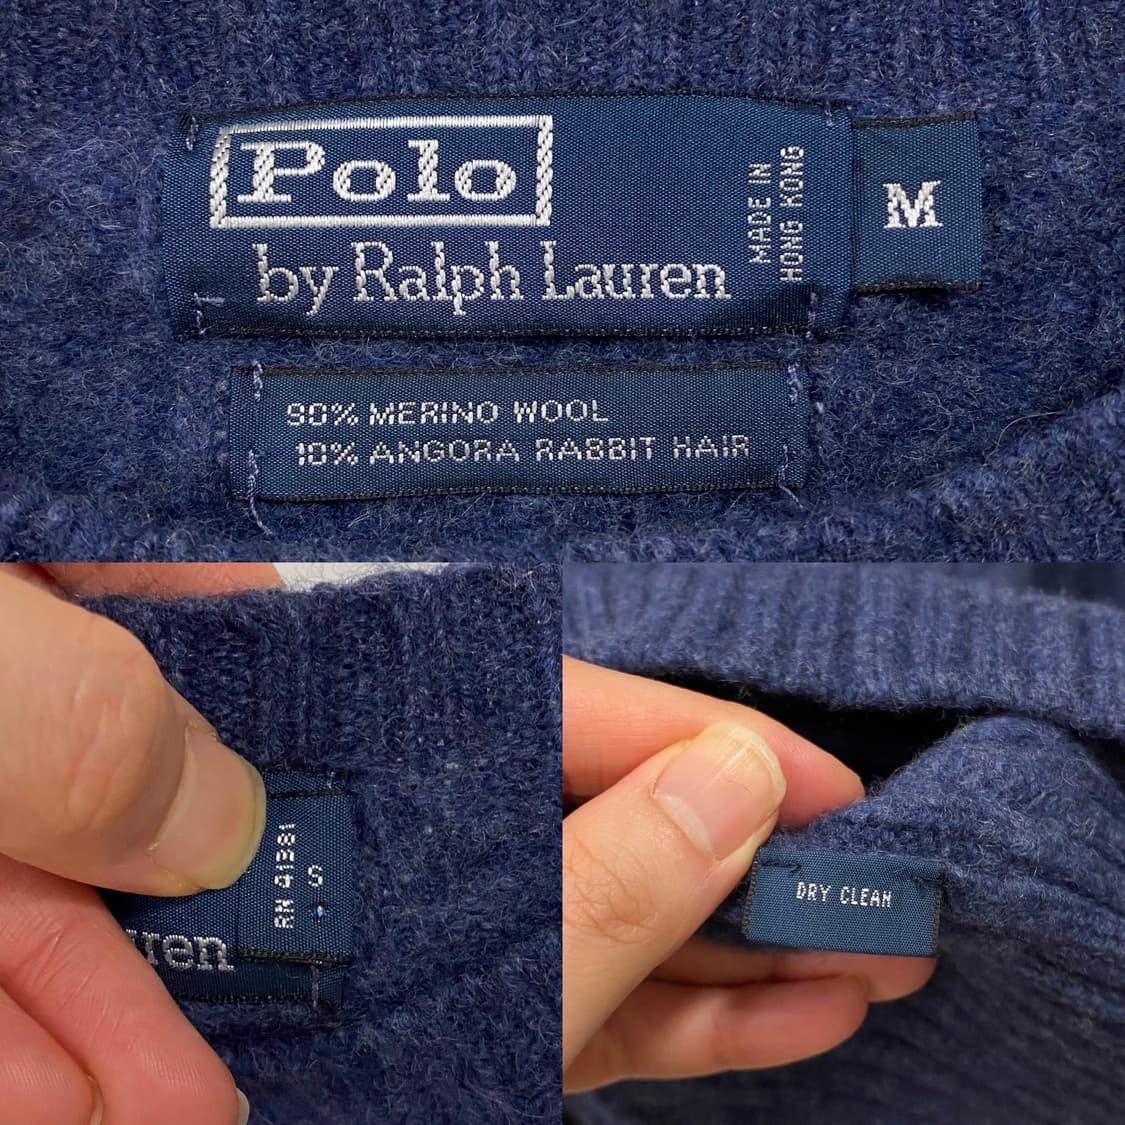 Polo
by Ralph Lauren
MADE IN
HONG KONG
M
90% MERINO WOOL
10% ANGORA RABBIT HAIR
RN 41381
S
uren
DRY CLEAN